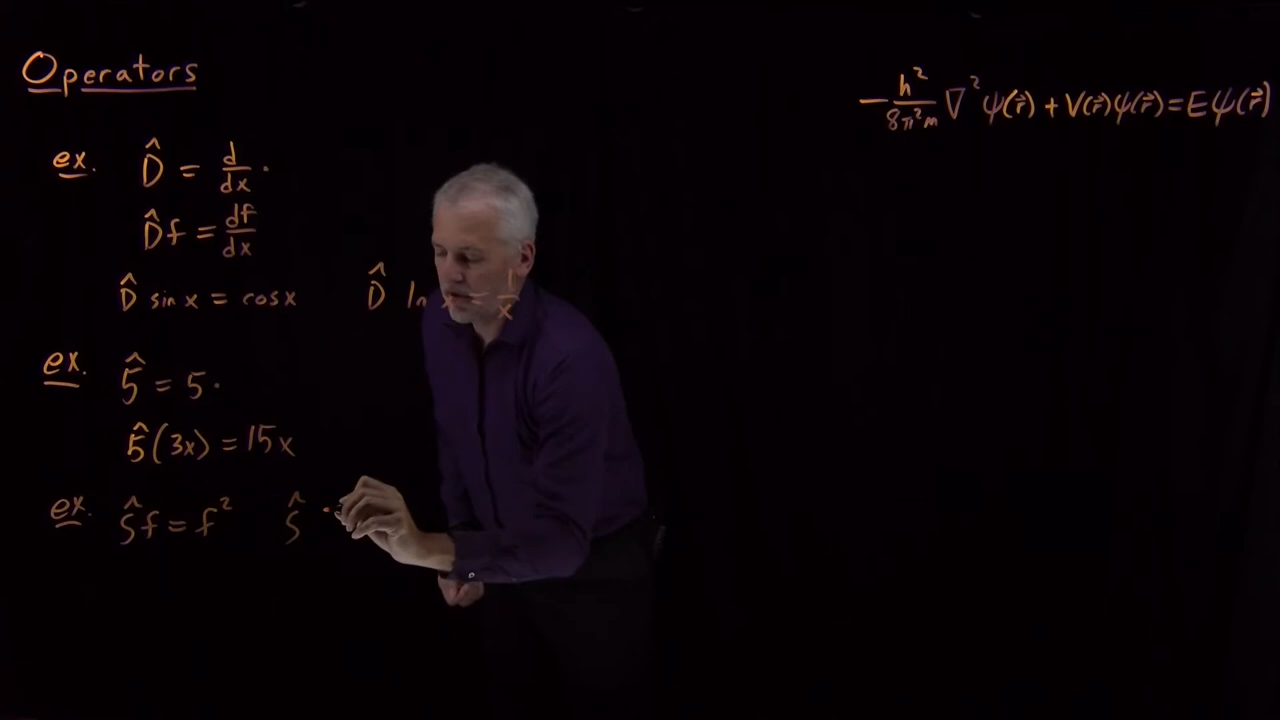 Operators
-h²/8π²m ∇²ψ(r⃗) + V(r⃗)ψ(r⃗) = Eψ(r⃗)
ex. D̂ = d/dx ·
D̂f = df/dx
D̂ sin x = cos x D̂ ln = 1/x
ex. 5̂ = 5 ·
5̂(3x) = 15x
ex. Ŝf = f² Ŝ